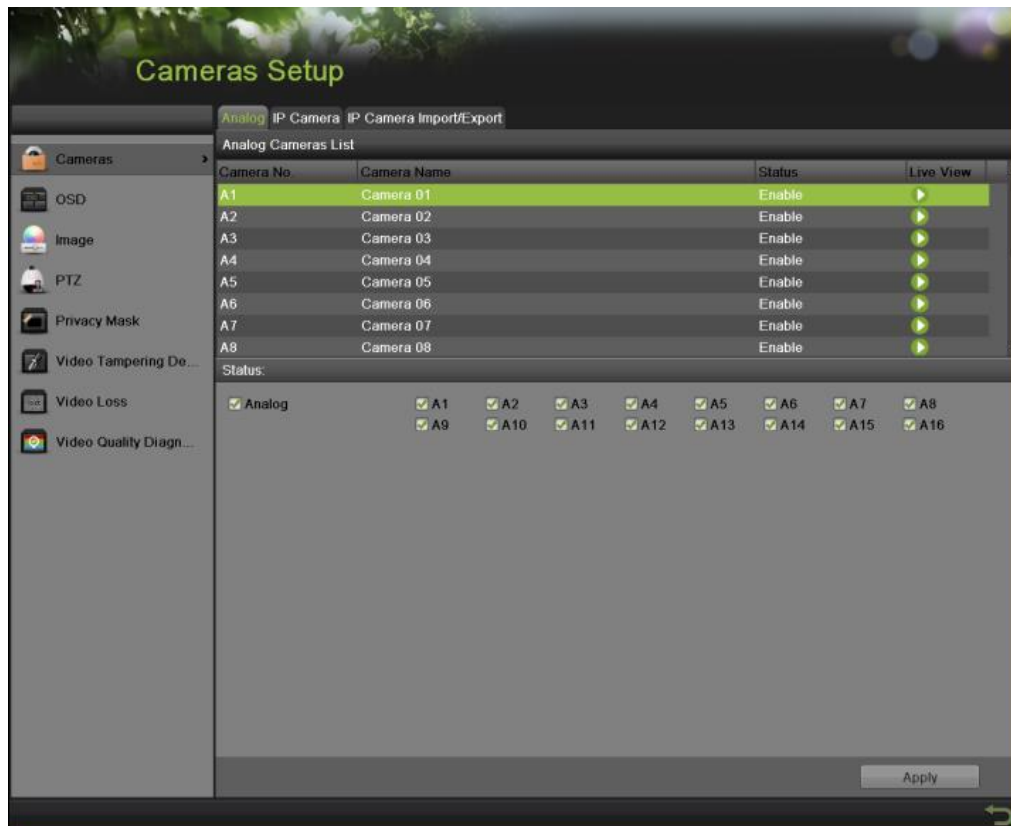 Cameras Setup
Analog IP Camera IP Camera Import/Export
Analog Cameras List
Cameras
OSD
Image
PTZ
Privacy Mask
Video Tampering De...
Video Loss
Video Quality Diagn...
Camera No. Camera Name Status Live View
A1 Camera 01 Enable
A2 Camera 02 Enable
A3 Camera 03 Enable
A4 Camera 04 Enable
A5 Camera 05 Enable
A6 Camera 06 Enable
A7 Camera 07 Enable
A8 Camera 08 Enable
Status:
Analog A1 A2 A3 A4 A5 A6 A7 A8
A9 A10 A11 A12 A13 A14 A15 A16
Apply